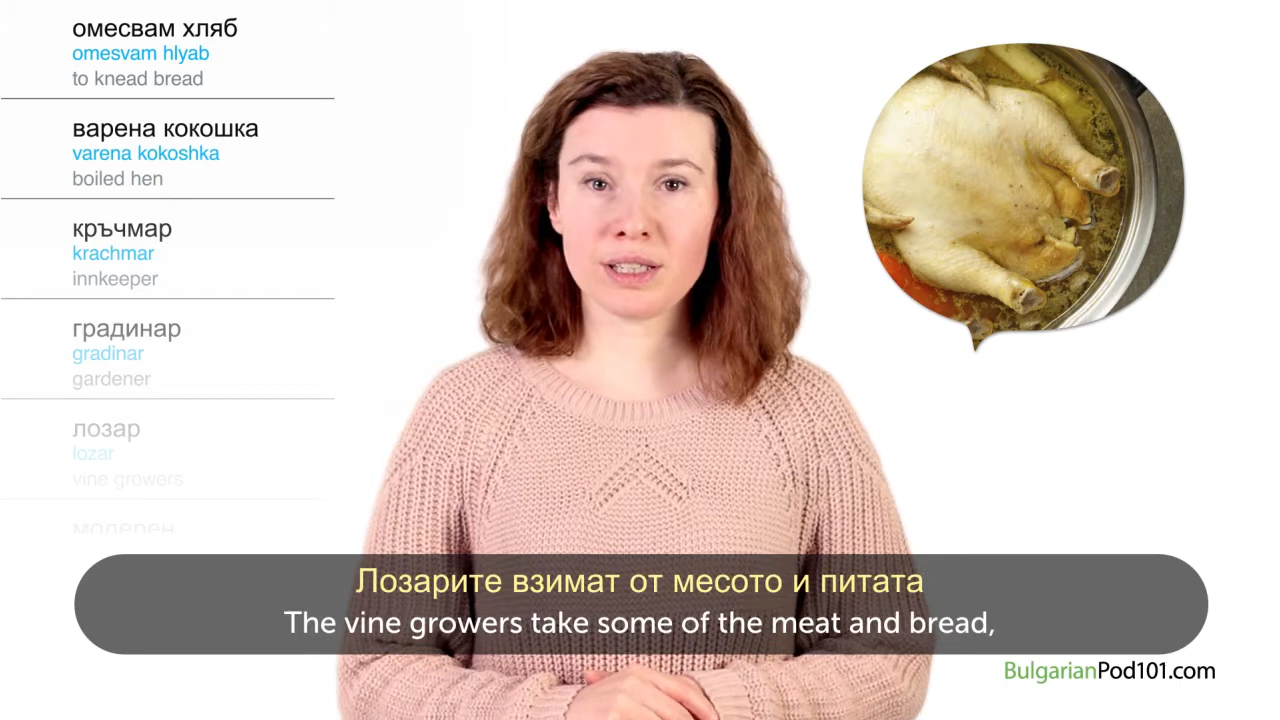 омесвам хляб
omesvam hlyab
to knead bread
варена кокошка
varena kokoshka
boiled hen
кръчмар
krachmar
innkeeper
градинар
gradinar
gardener
лозар
lozar
vine growers
модерен
Лозарите взимат от месото и питата
The vine growers take some of the meat and bread,
BulgarianPod101.com